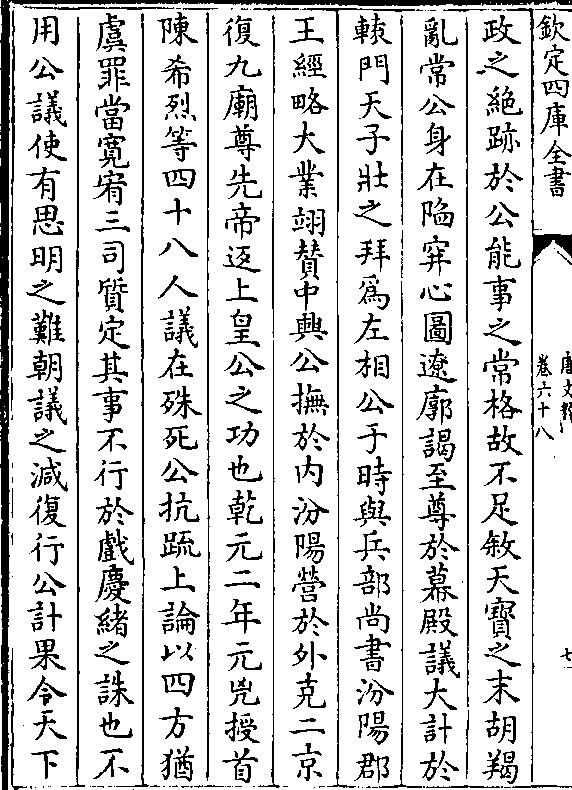 欽定四庫全書
唐文粹
卷六十八
七
政之絶跡於公能事之常格故不足敘天寶之末胡羯
亂常公身在陥穽心圖遼廓謁至尊於幕殿議大計於
轅門天子壯之拜為左相公于時與兵部尚書汾陽郡
王經略大業翊賛中興公撫於内汾陽營於外克二京
復九廟尊先帝返上皇公之功也乾元二年元兇授首
陳希烈等四十八人議在殊死公抗疏上論以四方猶
虞罪當寛宥三司質定其事不行於戲慶緒之誅也不
用公議使有思明之難朝議之減復行公計果令天下